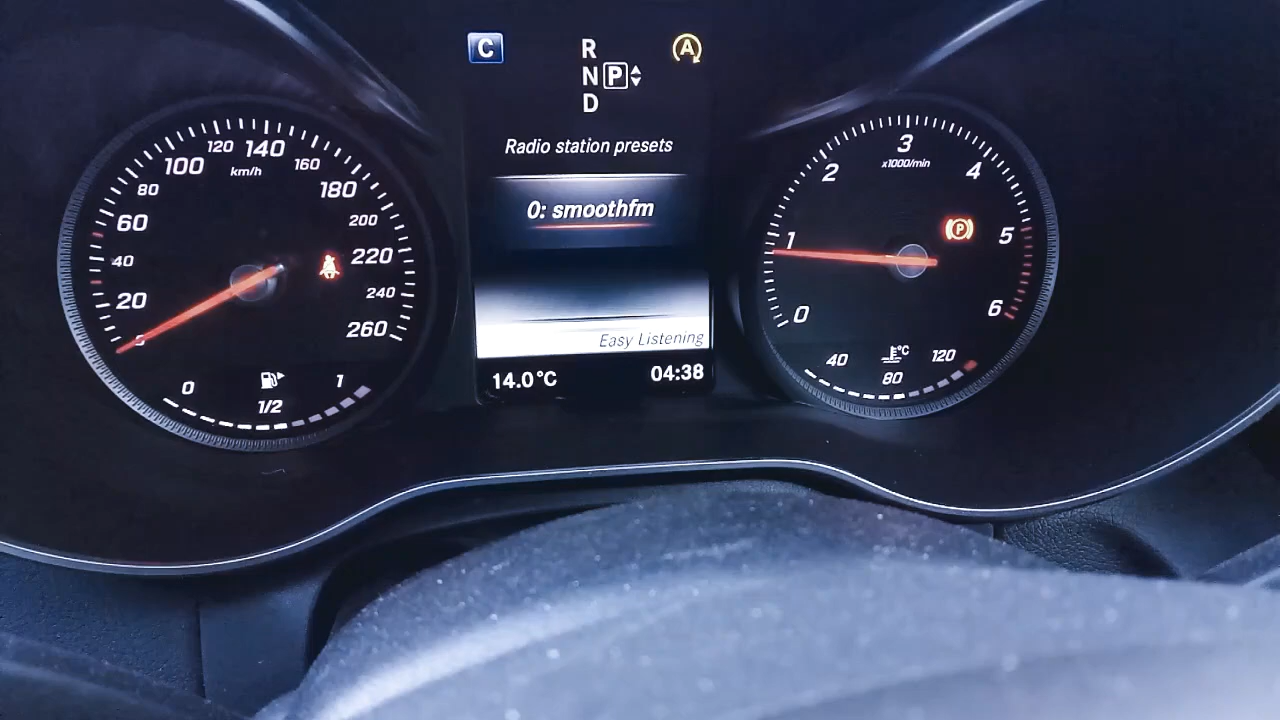 C
R
N P
D
A
Radio station presets
0: smoothfm
Easy Listening
14.0°C
04:38
0
20
40
60
80
100
120
140
160
180
200
220
240
260
km/h
0
1/2
1
0
1
2
3
4
5
6
x1000/min
P
°C
40
80
120